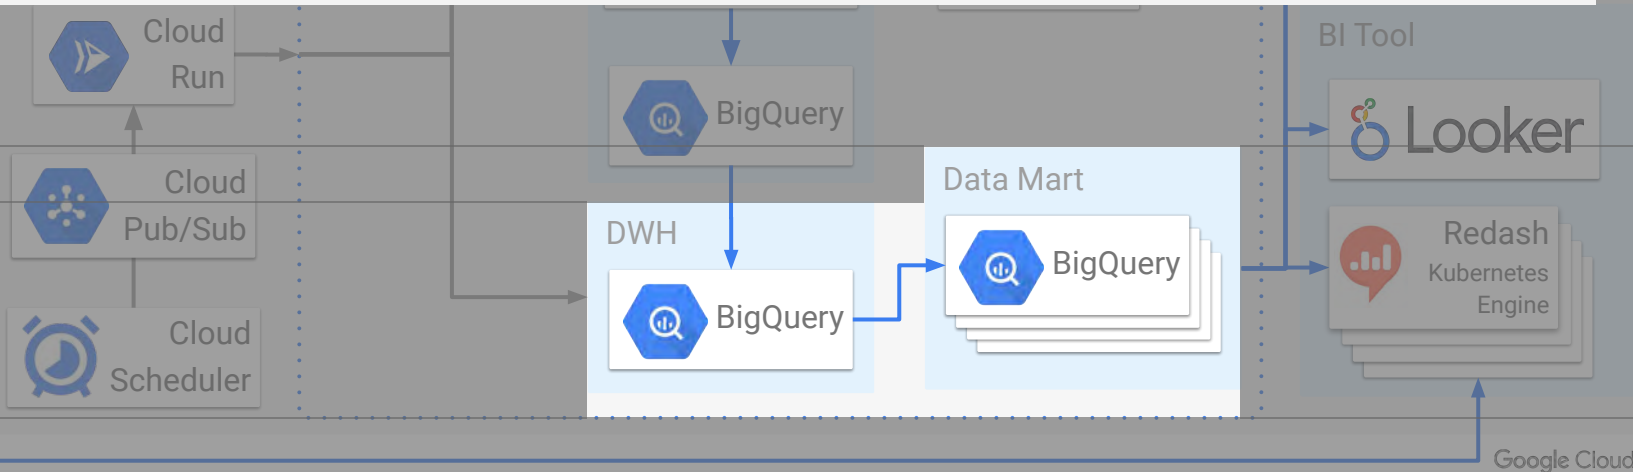 Cloud
Run
Cloud
Pub/Sub
Cloud
Scheduler
BigQuery
DWH
BigQuery
Data Mart
BigQuery
BI Tool
Looker
Redash
Kubernetes
Engine
Google Cloud